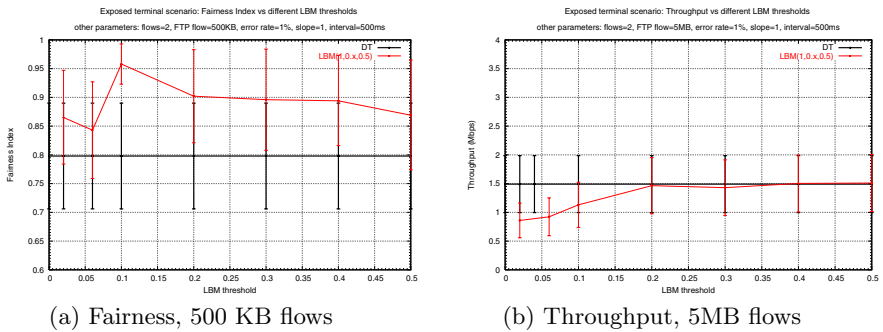 Exposed terminal scenario: Fairness Index vs different LBM thresholds
other parameters: flows=2, FTP flow=500KB, error rate=1%, slope=1, interval=500ms
DT
LBM(1,0,x,0.5)
1
0.95
0.9
0.85
0.8
0.75
0.7
0.65
0.6
Fairness Index
0 0.05 0.1 0.15 0.2 0.25 0.3 0.35 0.4 0.45 0.5
LBM threshold
(a) Fairness, 500 KB flows
Exposed terminal scenario: Throughput vs different LBM thresholds
other parameters: flows=2, FTP flow=5MB, error rate=1%, slope=1, interval=500ms
DT
LBM(1,0,x,0.5)
4
3.5
3
2.5
2
1.5
1
0.5
0
Throughput (Mbps)
0 0.05 0.1 0.15 0.2 0.25 0.3 0.35 0.4 0.45 0.5
LBM threshold
(b) Throughput, 5MB flows